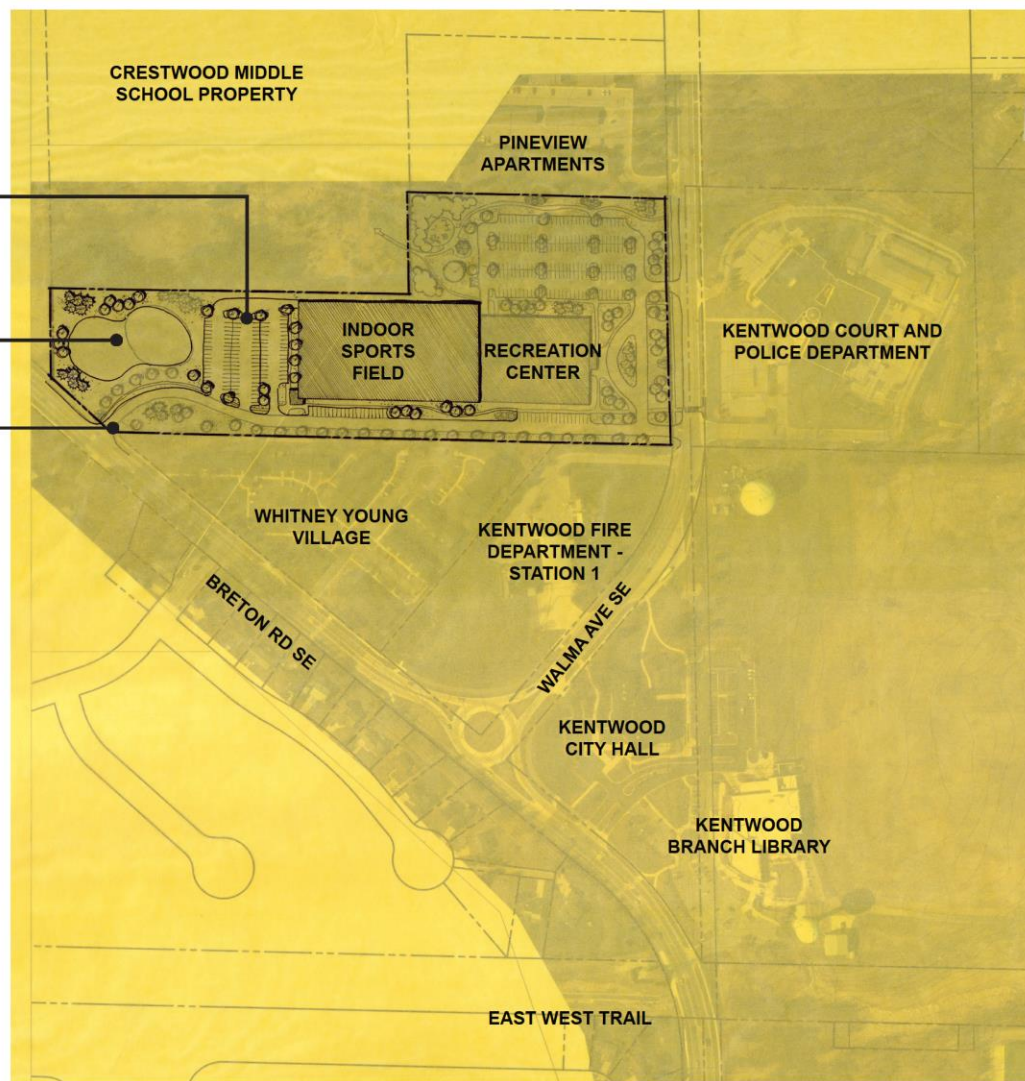 CRESTWOOD MIDDLE
SCHOOL PROPERTY
PINEVIEW
APARTMENTS
INDOOR
SPORTS
FIELD
RECREATION
CENTER
KENTWOOD COURT AND
POLICE DEPARTMENT
WHITNEY YOUNG
VILLAGE
KENTWOOD FIRE
DEPARTMENT -
STATION 1
BRETON RD SE
WALMA AVE SE
KENTWOOD
CITY HALL
KENTWOOD
BRANCH LIBRARY
EAST WEST TRAIL